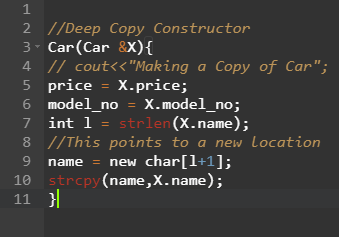 1
2 //Deep Copy Constructor
3 Car(Car &X){
4 // cout<<"Making a Copy of Car";
5 price = X.price;
6 model_no = X.model_no;
7 int l = strlen(X.name);
8 //This points to a new location
9 name = new char[l+1];
10 strcpy(name,X.name);
11 }